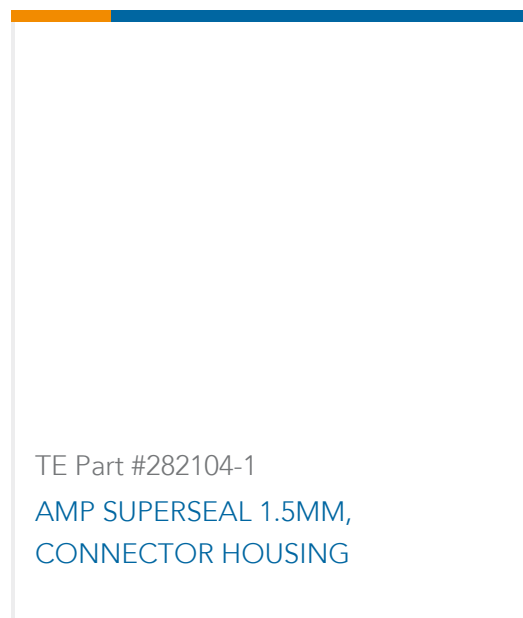 TE Part #282104-1
AMP SUPERSEAL 1.5MM,
CONNECTOR HOUSING